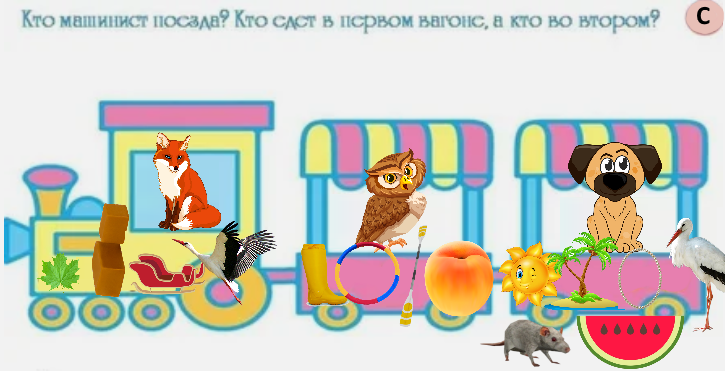 Кто машинист поезда? Кто едет в первом вагоне, а кто во втором?
С